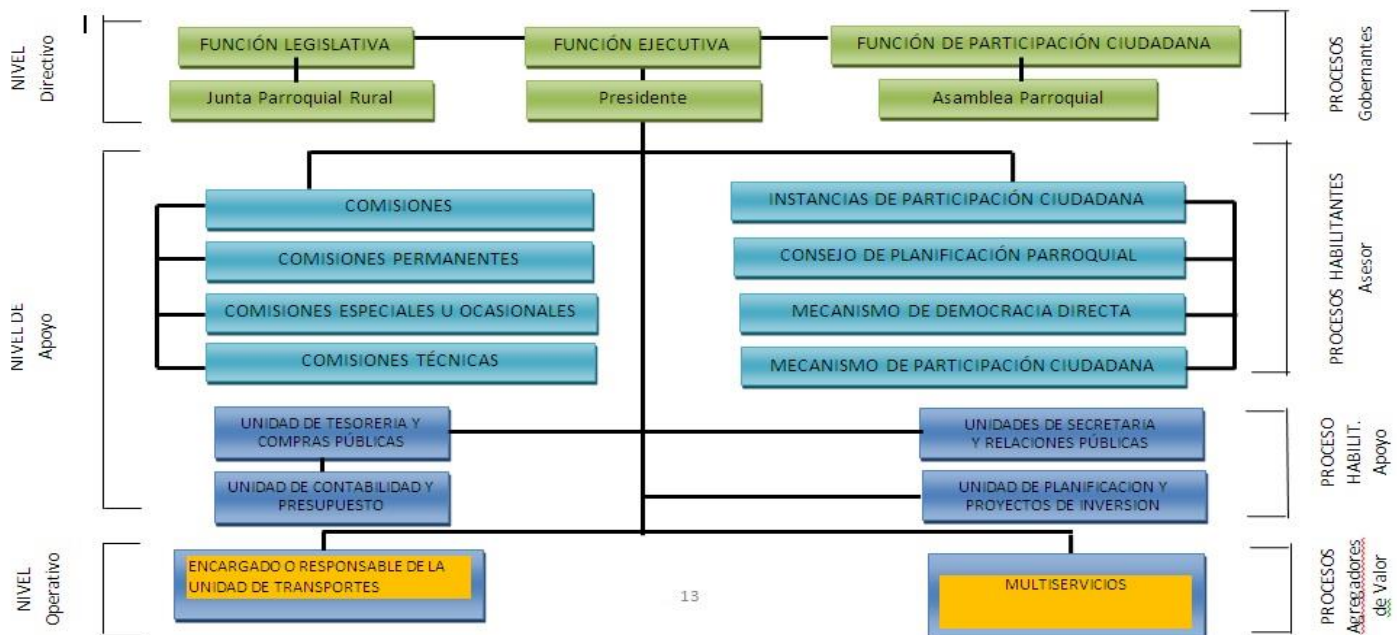 NIVEL
Directivo
FUNCIÓN LEGISLATIVA
FUNCIÓN EJECUTIVA
FUNCIÓN DE PARTICIPACIÓN CIUDADANA
Junta Parroquial Rural
Presidente
Asamblea Parroquial
PROCESOS
Gobernantes
NIVEL DE
Apoyo
COMISIONES
COMISIONES PERMANENTES
COMISIONES ESPECIALES U OCASIONALES
COMISIONES TÉCNICAS
INSTANCIAS DE PARTICIPACIÓN CIUDADANA
CONSEJO DE PLANIFICACIÓN PARROQUIAL
MECANISMO DE DEMOCRACIA DIRECTA
MECANISMO DE PARTICIPACIÓN CIUDADANA
PROCESOS HABILITANTES
Asesor
UNIDAD DE TESORERIA Y
COMPRAS PÚBLICAS
UNIDADES DE SECRETARIA
Y RELACIONES PÚBLICAS
UNIDAD DE CONTABILIDAD Y
PRESUPUESTO
UNIDAD DE PLANIFICACION Y
PROYECTOS DE INVERSION
PROCESO
HABILIT.
Apoyo
NIVEL
Operativo
ENCARGADO O RESPONSABLE DE LA
UNIDAD DE TRANSPORTES
MULTISERVICIOS
PROCESOS
Agregadores
de Valor
13